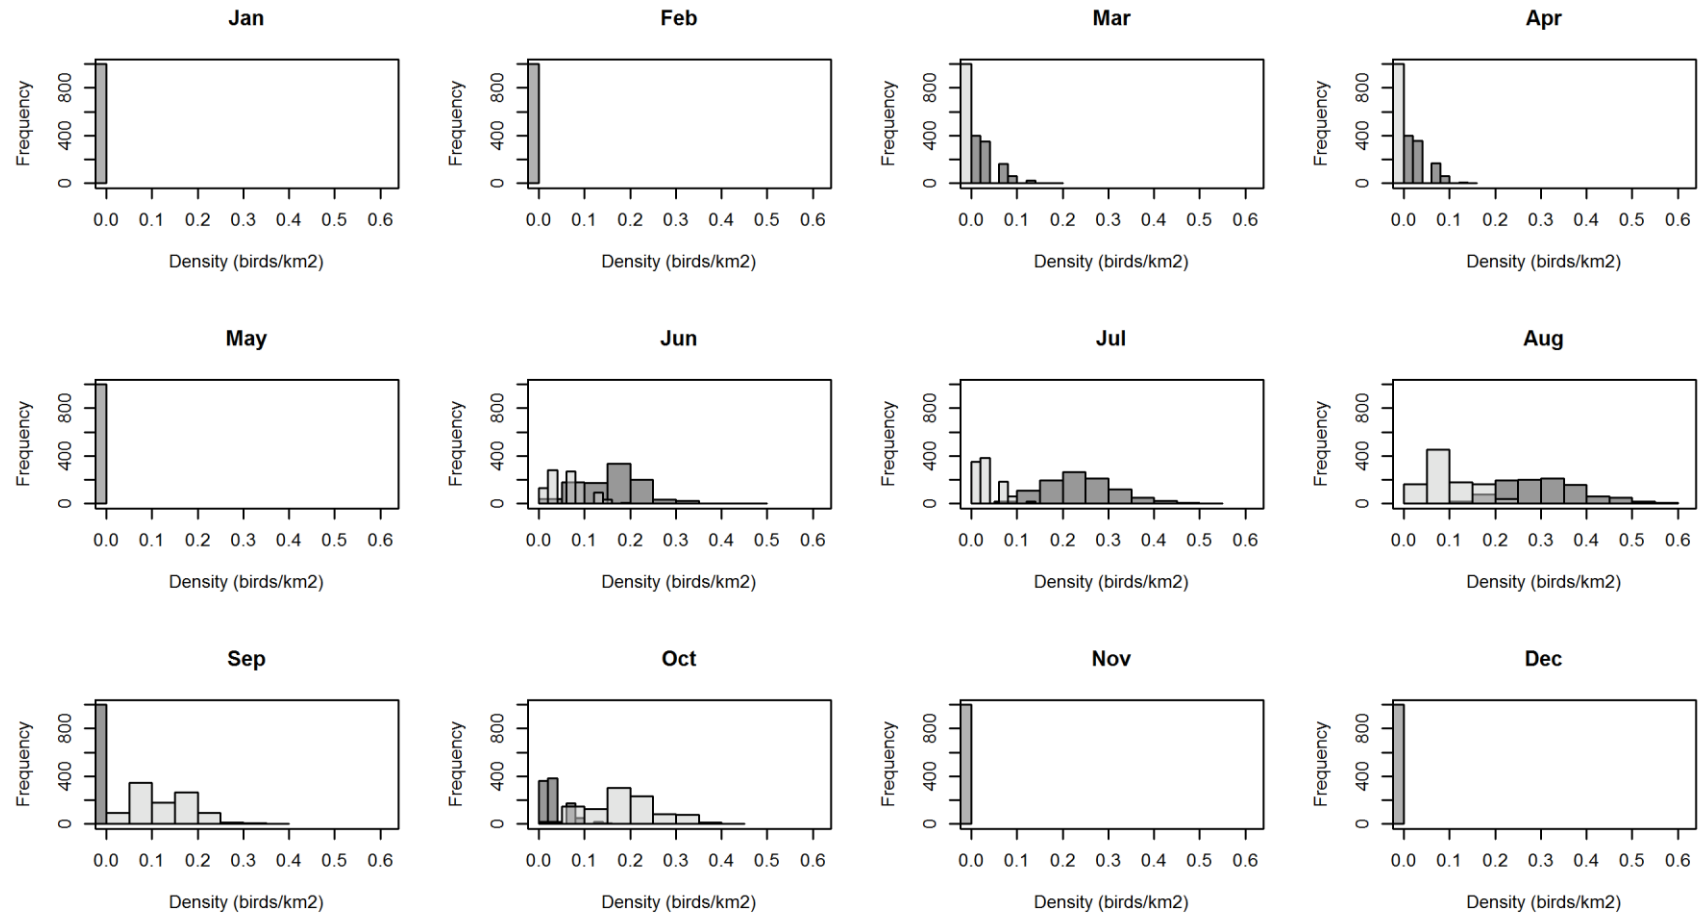 Jan Feb Mar Apr
Frequency Frequency Frequency Frequency
0 400 800 0 400 800 0 400 800 0 400 800
0.0 0.1 0.2 0.3 0.4 0.5 0.6 0.0 0.1 0.2 0.3 0.4 0.5 0.6 0.0 0.1 0.2 0.3 0.4 0.5 0.6 0.0 0.1 0.2 0.3 0.4 0.5 0.6
Density (birds/km2) Density (birds/km2) Density (birds/km2) Density (birds/km2)
May Jun Jul Aug
Frequency Frequency Frequency Frequency
0 400 800 0 400 800 0 400 800 0 400 800
0.0 0.1 0.2 0.3 0.4 0.5 0.6 0.0 0.1 0.2 0.3 0.4 0.5 0.6 0.0 0.1 0.2 0.3 0.4 0.5 0.6 0.0 0.1 0.2 0.3 0.4 0.5 0.6
Density (birds/km2) Density (birds/km2) Density (birds/km2) Density (birds/km2)
Sep Oct Nov Dec
Frequency Frequency Frequency Frequency
0 400 800 0 400 800 0 400 800 0 400 800
0.0 0.1 0.2 0.3 0.4 0.5 0.6 0.0 0.1 0.2 0.3 0.4 0.5 0.6 0.0 0.1 0.2 0.3 0.4 0.5 0.6 0.0 0.1 0.2 0.3 0.4 0.5 0.6
Density (birds/km2) Density (birds/km2) Density (birds/km2) Density (birds/km2)